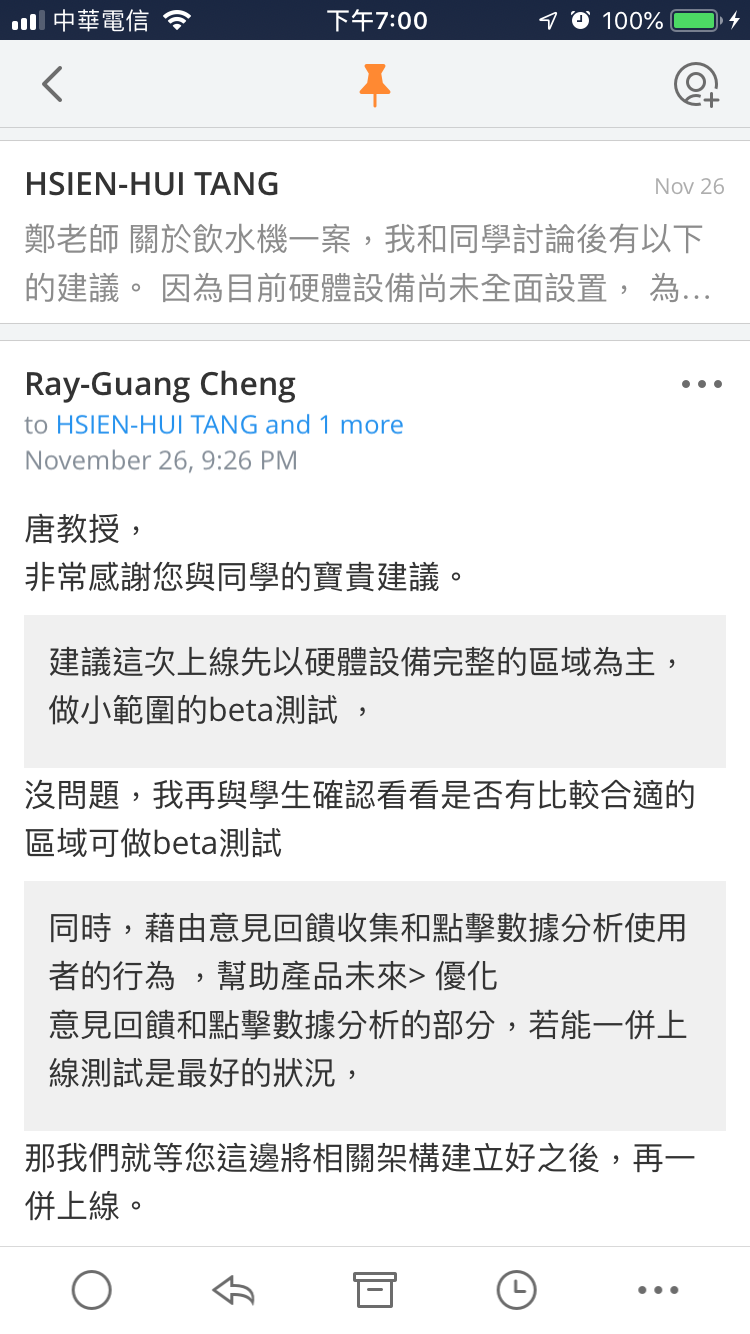 中華電信 下午7:00 100%
HSIEN-HUI TANG Nov 26
鄭老師 關於飲水機一案，我和同學討論後有以下
的建議。 因為目前硬體設備尚未全面設置， 為...
Ray-Guang Cheng
to HSIEN-HUI TANG and 1 more
November 26, 9:26 PM
唐教授，
非常感謝您與同學的寶貴建議。
建議這次上線先以硬體設備完整的區域為主，
做小範圍的beta測試 ，
沒問題，我再與學生確認看看是否有比較合適的
區域可做beta測試
同時，藉由意見回饋收集和點擊數據分析使用
者的行為 ，幫助產品未來> 優化
意見回饋和點擊數據分析的部分，若能一併上
線測試是最好的狀況，
那我們就等您這邊將相關架構建立好之後，再一
併上線。